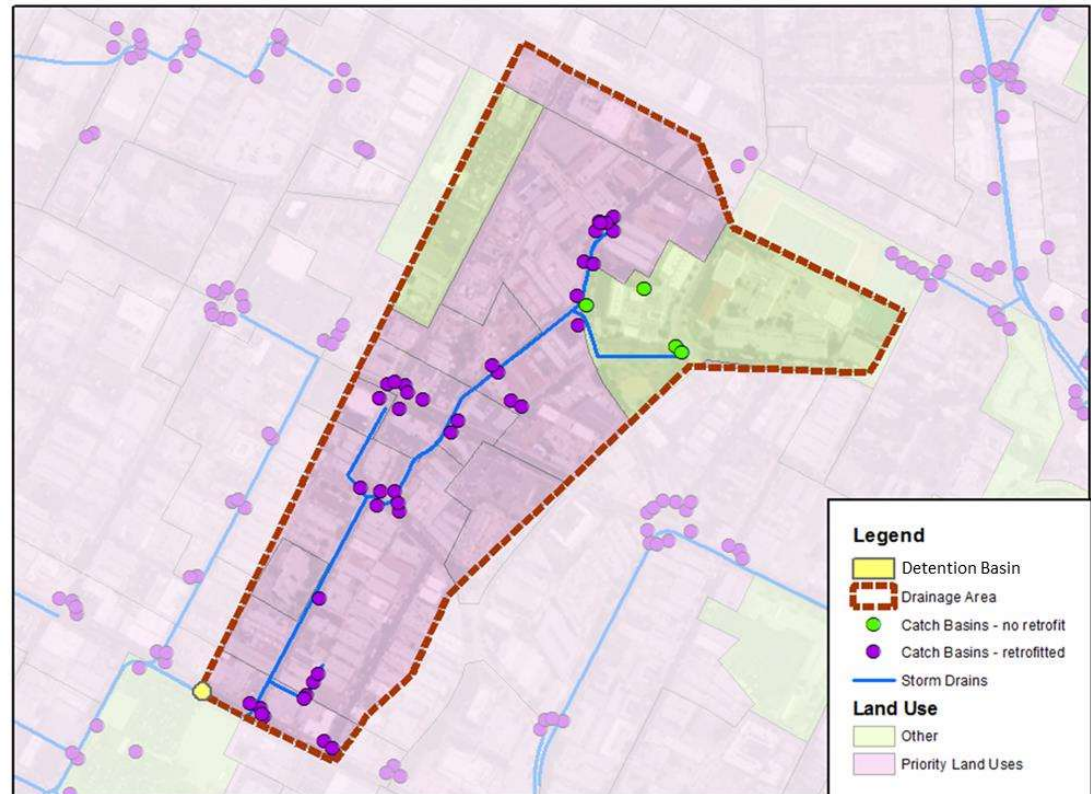 Legend
Detention Basin
Drainage Area
Catch Basins - no retrofit
Catch Basins - retrofitted
Storm Drains
Land Use
Other
Priority Land Uses